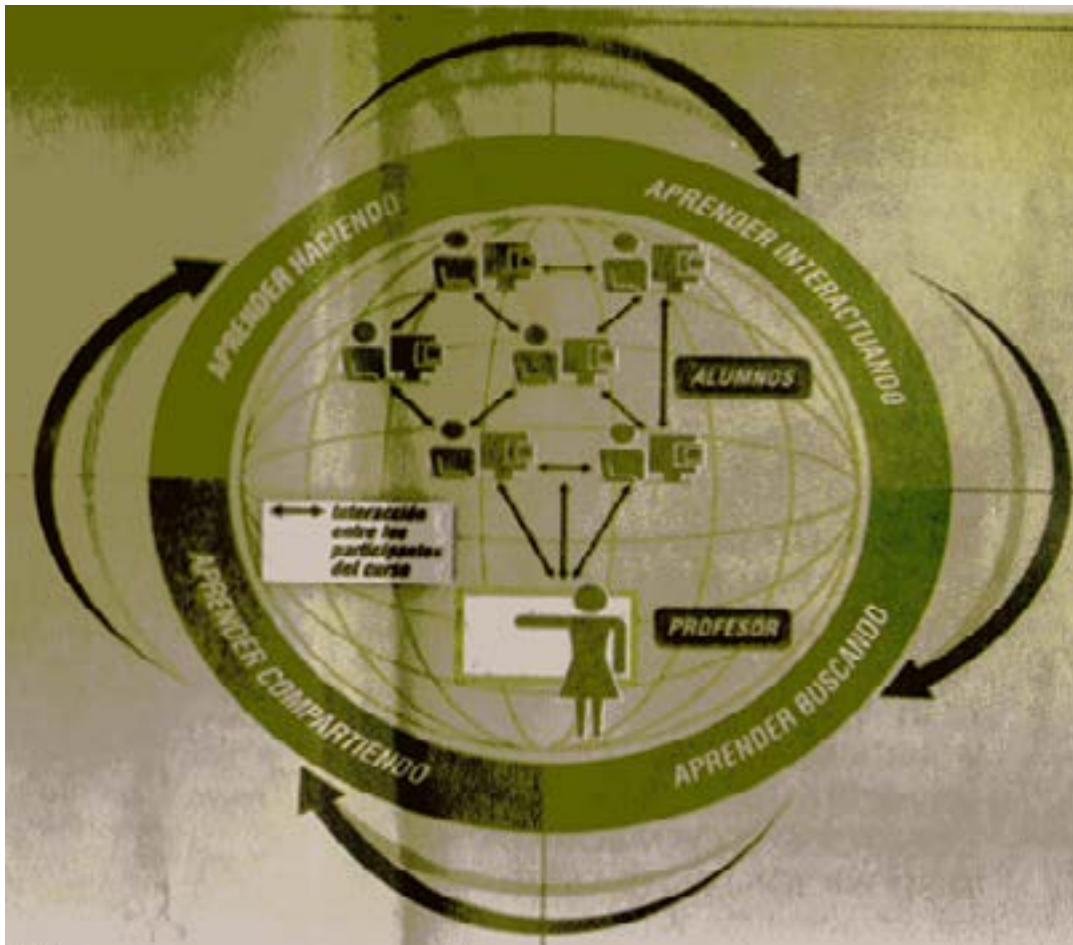 APRENDER HACIENDO
APRENDER INTERACTUANDO
ALUMNOS
Interacción
entre los
participantes
del curso
PROFESOR
APRENDER COMPARTIENDO
APRENDER BUSCANDO